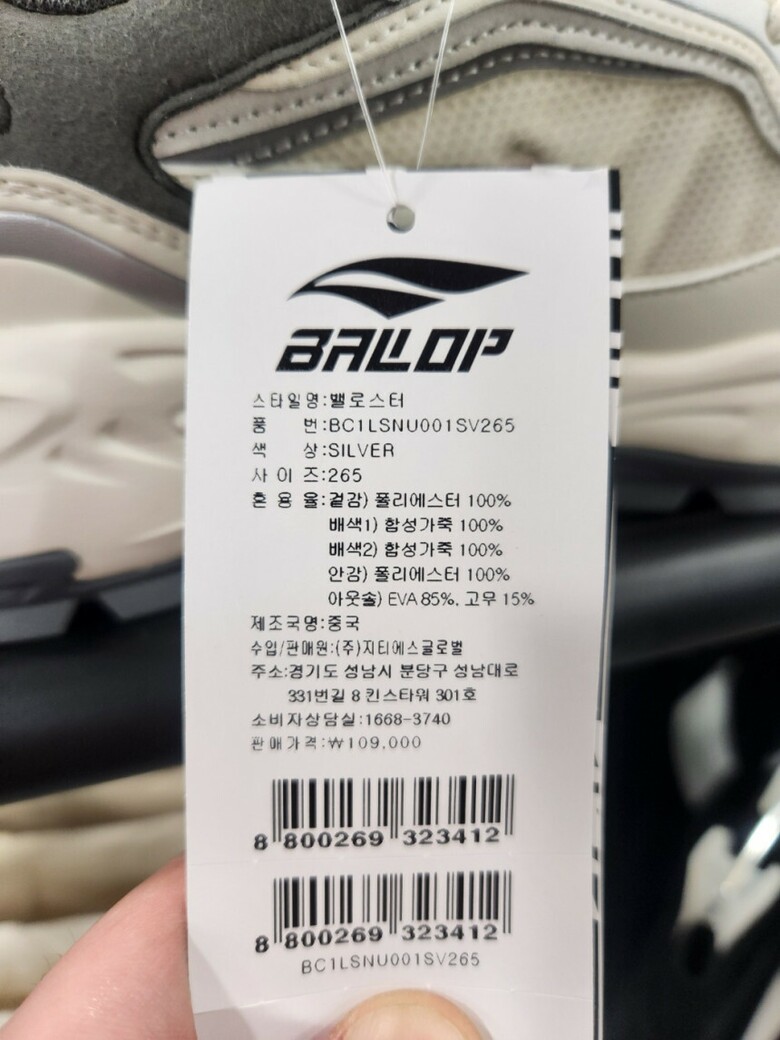 BALLOP
스타일명:밸로스터
품 번:BC1LSNU001SV265
색 상:SILVER
사 이 즈:265
혼 용 율:겉감) 폴리에스터 100%
배색1) 합성가죽 100%
배색2) 합성가죽 100%
안감) 폴리에스터 100%
아웃솔) EVA 85%, 고무 15%
제조국명:중국
수입/판매원:(주)지티에스글로벌
주소:경기도 성남시 분당구 성남대로
331번길 8 킨스타워 301호
소비자상담실:1668-3740
판매가격:₩109,000
8 800269 323412
8 800269 323412
BC1LSNU001SV265